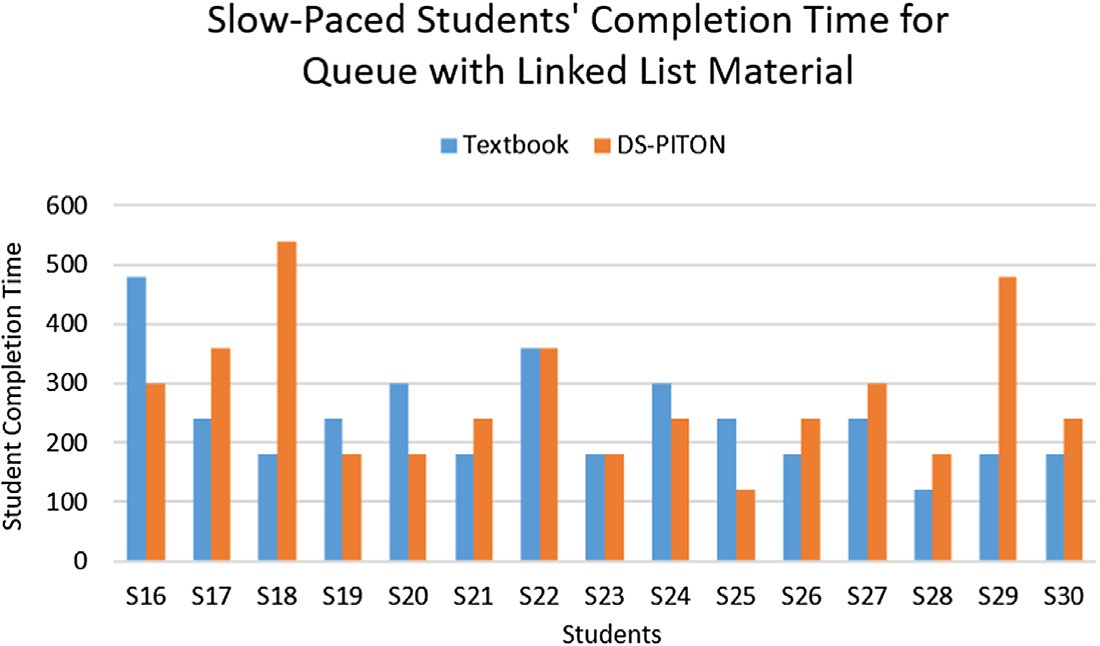 Slow-Paced Students' Completion Time for
Queue with Linked List Material
Textbook DS-PITON
Student Completion Time
600
500
400
300
200
100
0
S16 S17 S18 S19 S20 S21 S22 S23 S24 S25 S26 S27 S28 S29 S30
Students